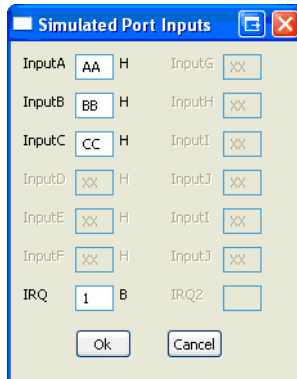 Simulated Port Inputs
InputA AA H InputG XX
InputB BB H InputH XX
InputC CC H InputI XX
InputD XX H InputJ XX
InputE XX H InputI XX
InputF XX H InputJ XX
IRQ 1 B IRQ2
Ok Cancel